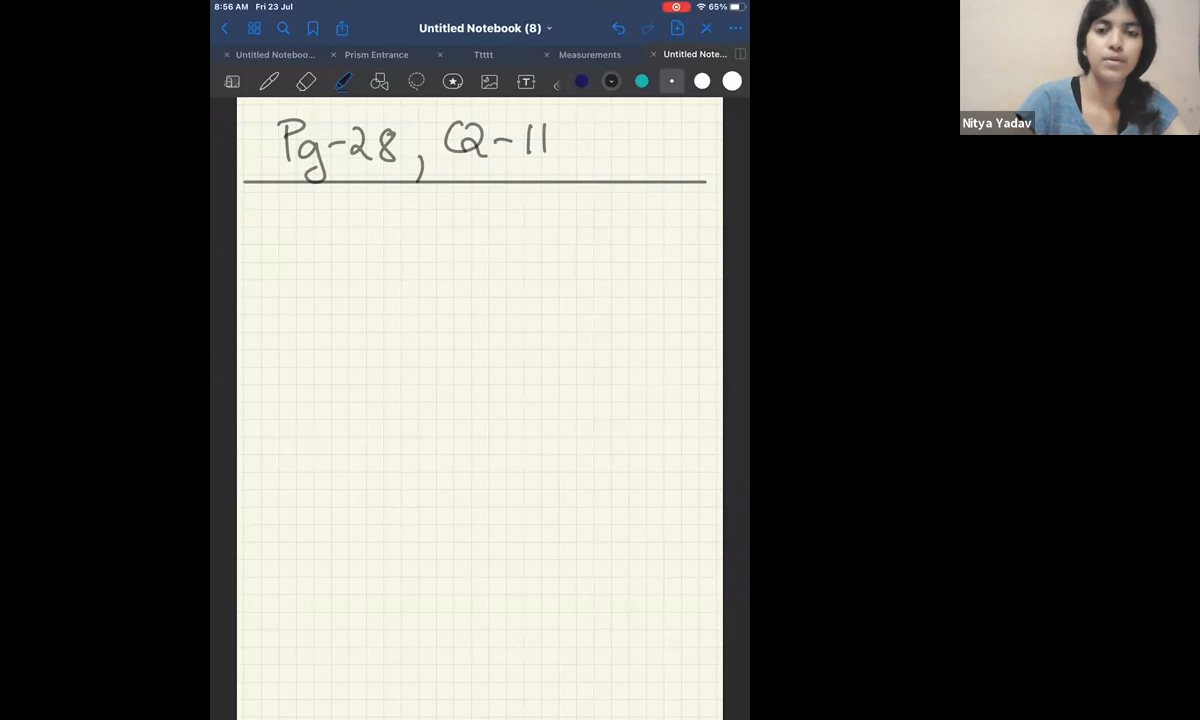 8:56 AM Fri 23 Jul 65%
Untitled Notebook (8)
Untitled Noteboo... Prism Entrance Ttttt Measurements Untitled Note...
T
Pg-28, Q-11
Nitya Yadav